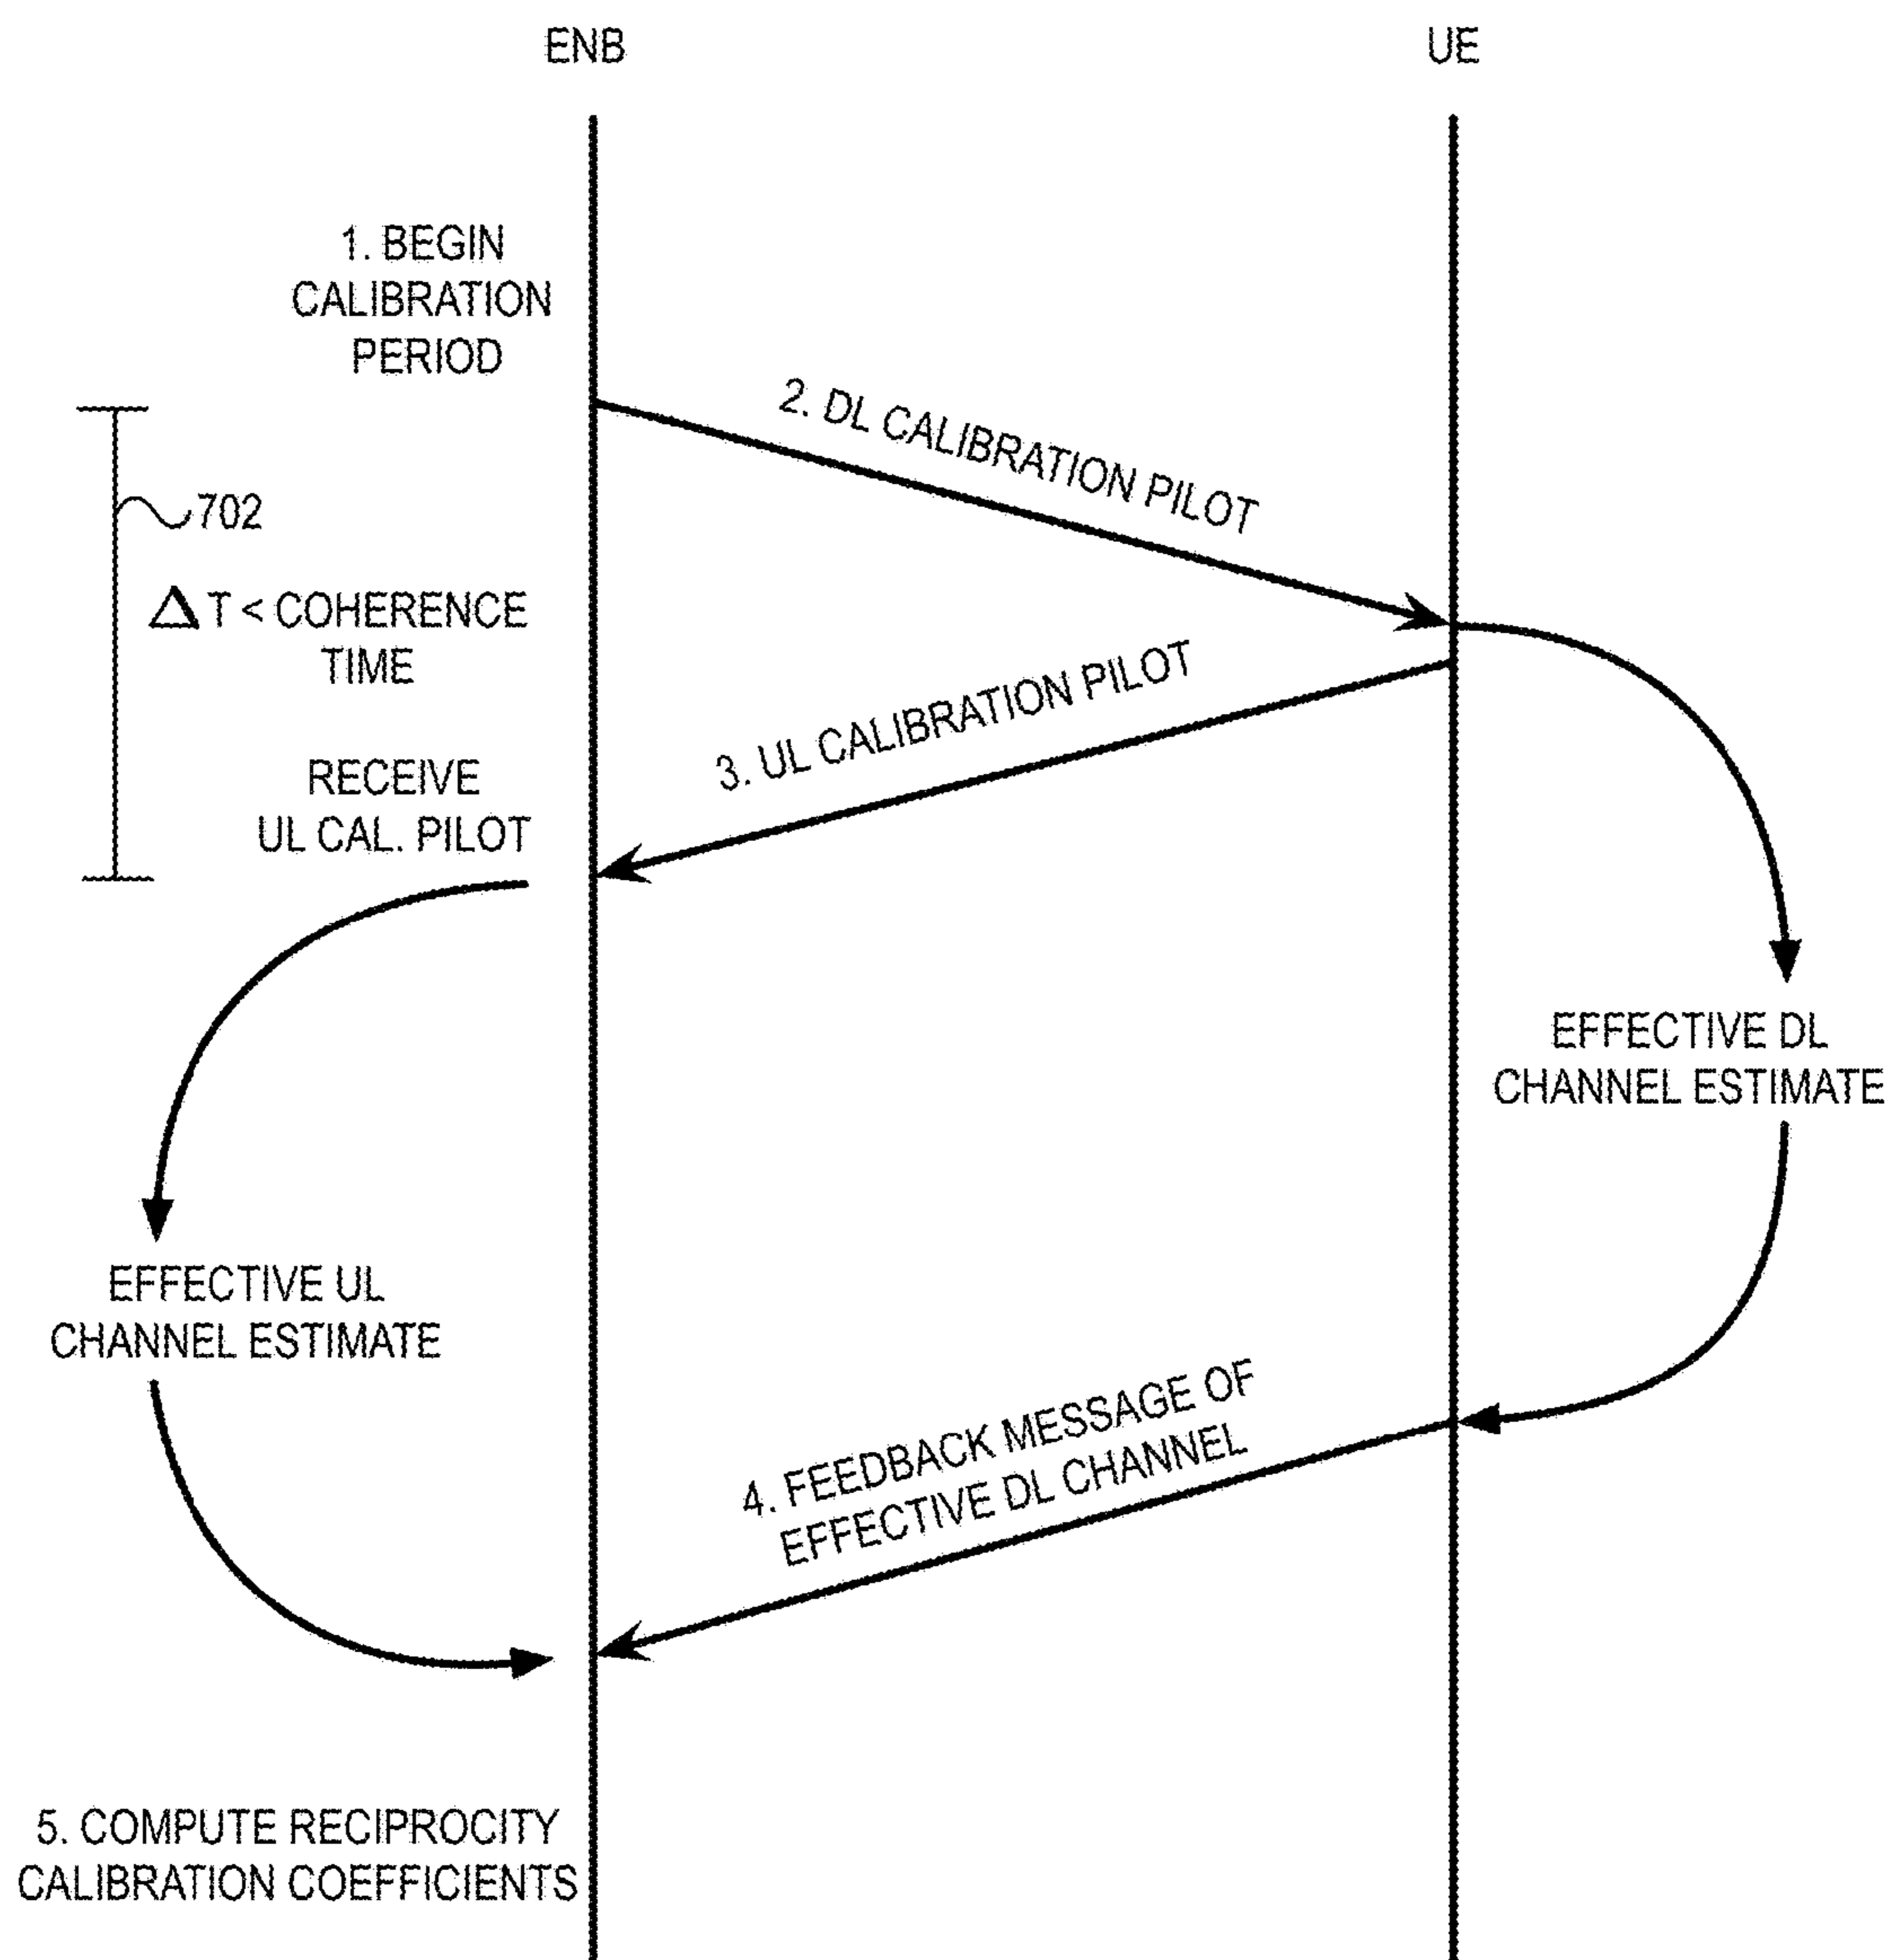 ENB
UE
1. BEGIN
CALIBRATION
PERIOD
2. DL CALIBRATION PILOT
702
Δ T < COHERENCE
TIME
3. UL CALIBRATION PILOT
RECEIVE
UL CAL. PILOT
EFFECTIVE DL
CHANNEL ESTIMATE
EFFECTIVE UL
CHANNEL ESTIMATE
4. FEEDBACK MESSAGE OF
EFFECTIVE DL CHANNEL
5. COMPUTE RECIPROCITY
CALIBRATION COEFFICIENTS